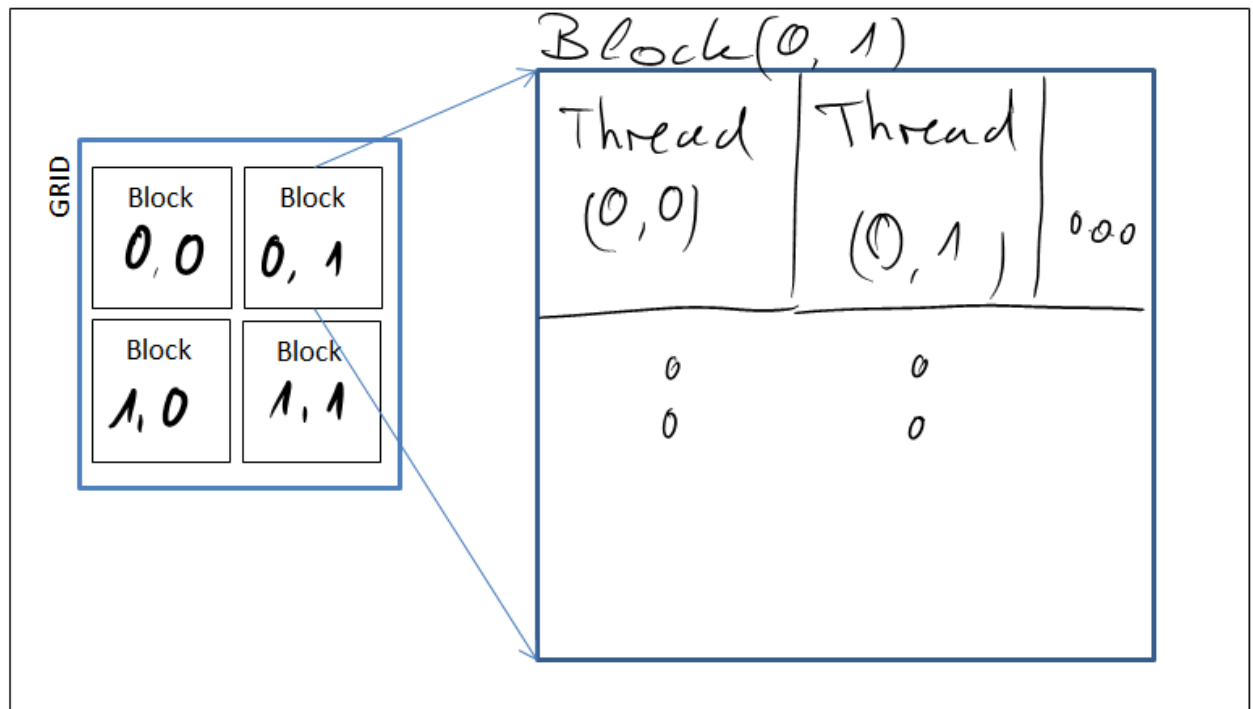 GRID
Block
0,0
Block
0, 1
Block
1,0
Block
1,1
Block(0, 1)
Thread
(0,0)
Thread
(0,1)
000
0
0
0
0